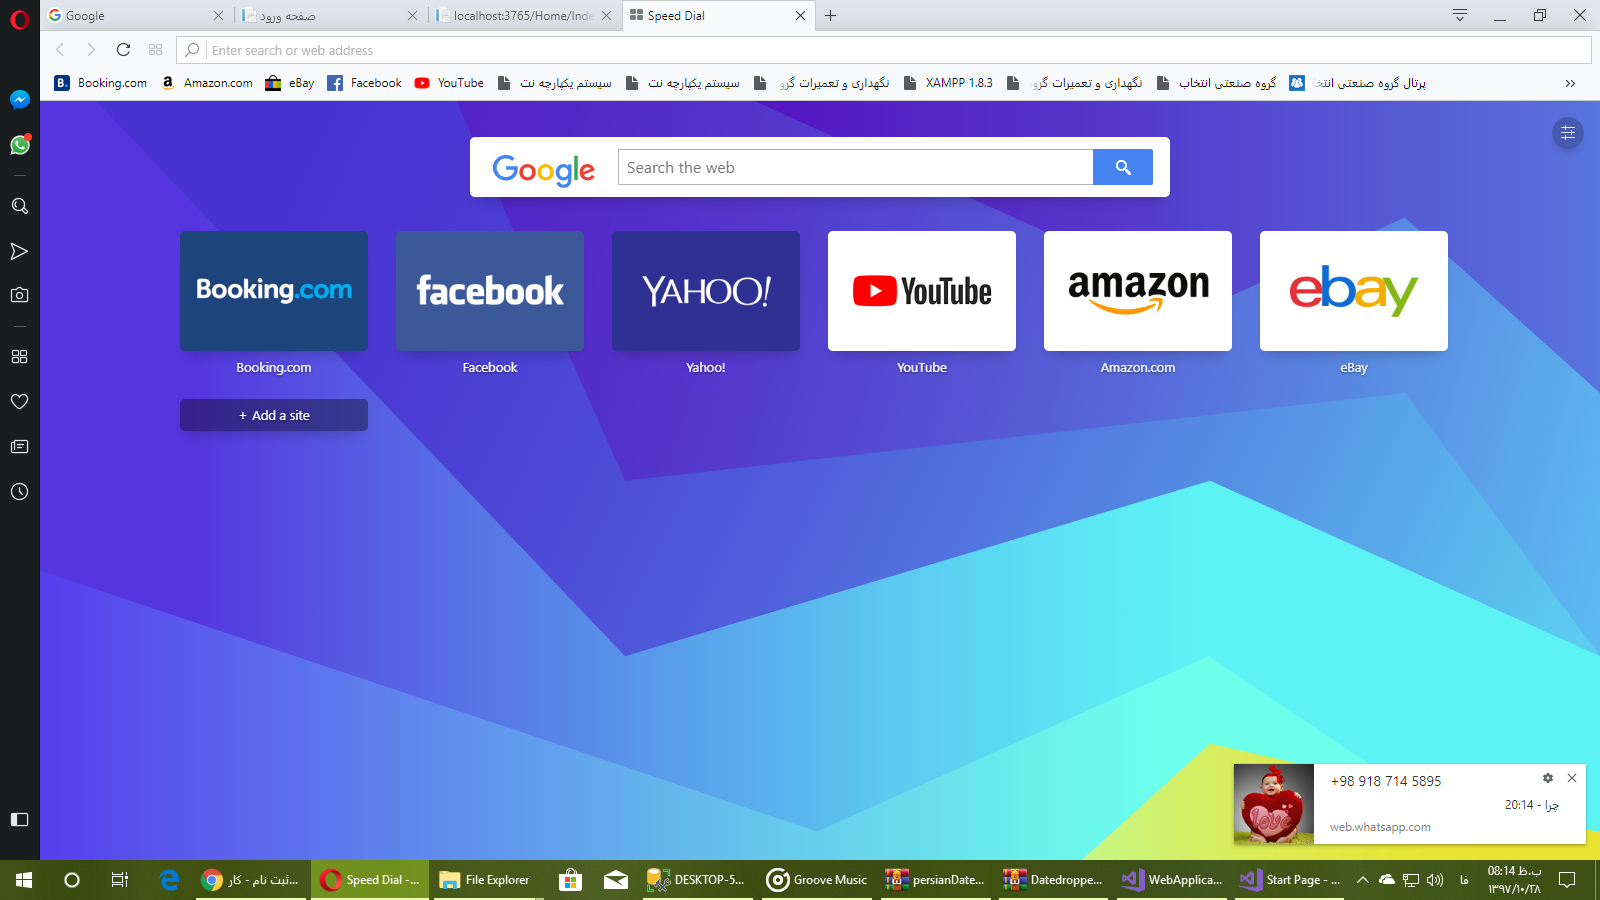 Google
صفحه ورود
localhost:3765/Home/Inde
Speed Dial
Enter search or web address
Booking.com
Amazon.com
eBay
Facebook
YouTube
سیستم یکپارچه نت
سیستم یکپارچه نت
نگهداری و تعمیرات گرو
XAMPP 1.8.3
نگهداری و تعمیرات گرو
گروه صنعتی انتخاب
پرتال گروه صنعتی انتخا
Google
Search the web
Booking.com
facebook
YAHOO!
YouTube
amazon
ebay
Booking.com
Facebook
Yahoo!
YouTube
Amazon.com
eBay
+ Add a site
love
+98 918 714 5895
چرا - 20:14
web.whatsapp.com
ثبت نام - کار...
Speed Dial -...
File Explorer
DESKTOP-5...
Groove Music
persianDate...
Datedroppe...
WebApplica...
Start Page - ...
فا
08:14 ب.ظ
۱۳۹۷/۱۰/۲۸